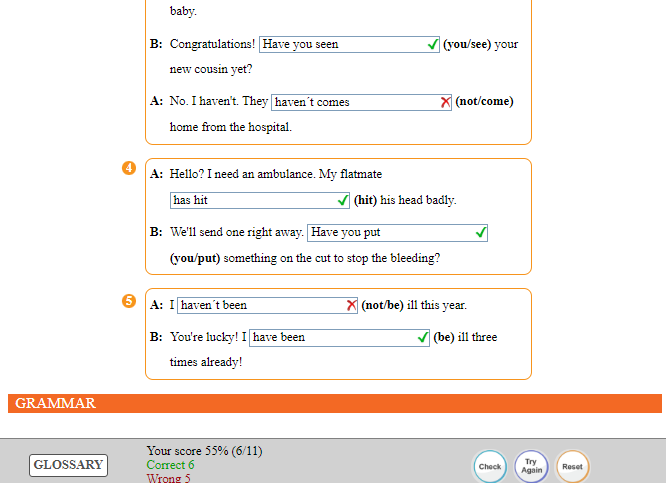 baby.
B: Congratulations! Have you seen (you/see) your
new cousin yet?
A: No. I haven't. They haven´t comes (not/come)
home from the hospital.
4 A: Hello? I need an ambulance. My flatmate
has hit (hit) his head badly.
B: We'll send one right away. Have you put
(you/put) something on the cut to stop the bleeding?
5 A: I haven´t been (not/be) ill this year.
B: You're lucky! I have been (be) ill three
times already!
GRAMMAR
Your score 55% (6/11)
GLOSSARY Correct 6 Check Try Again Reset
Wrong 5